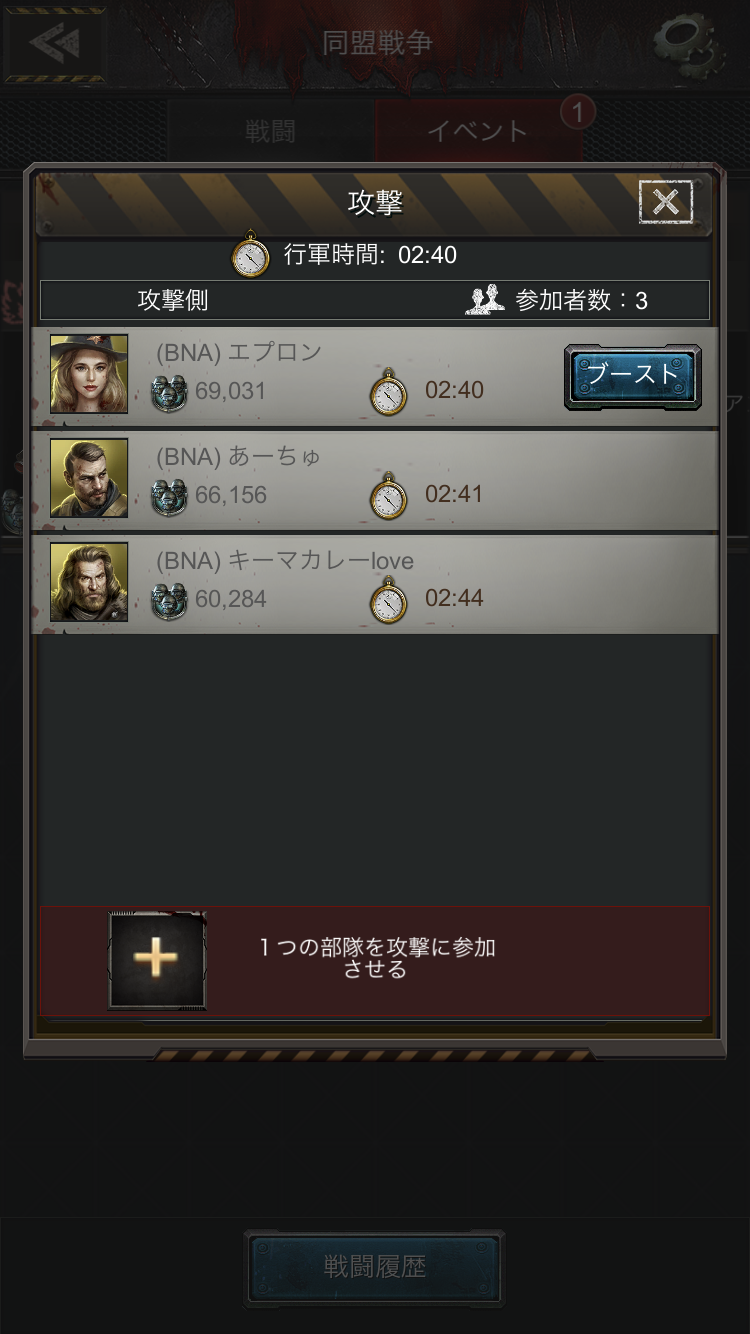 同盟戦争
戦闘
イベント
1
攻撃
行軍時間: 02:40
攻撃側
参加者数：3
(BNA) エプロン
69,031
02:40
ブースト
(BNA) あーちゅ
66,156
02:41
(BNA) キーマカレーlove
60,284
02:44
１つの部隊を攻撃に参加
させる
戦闘履歴